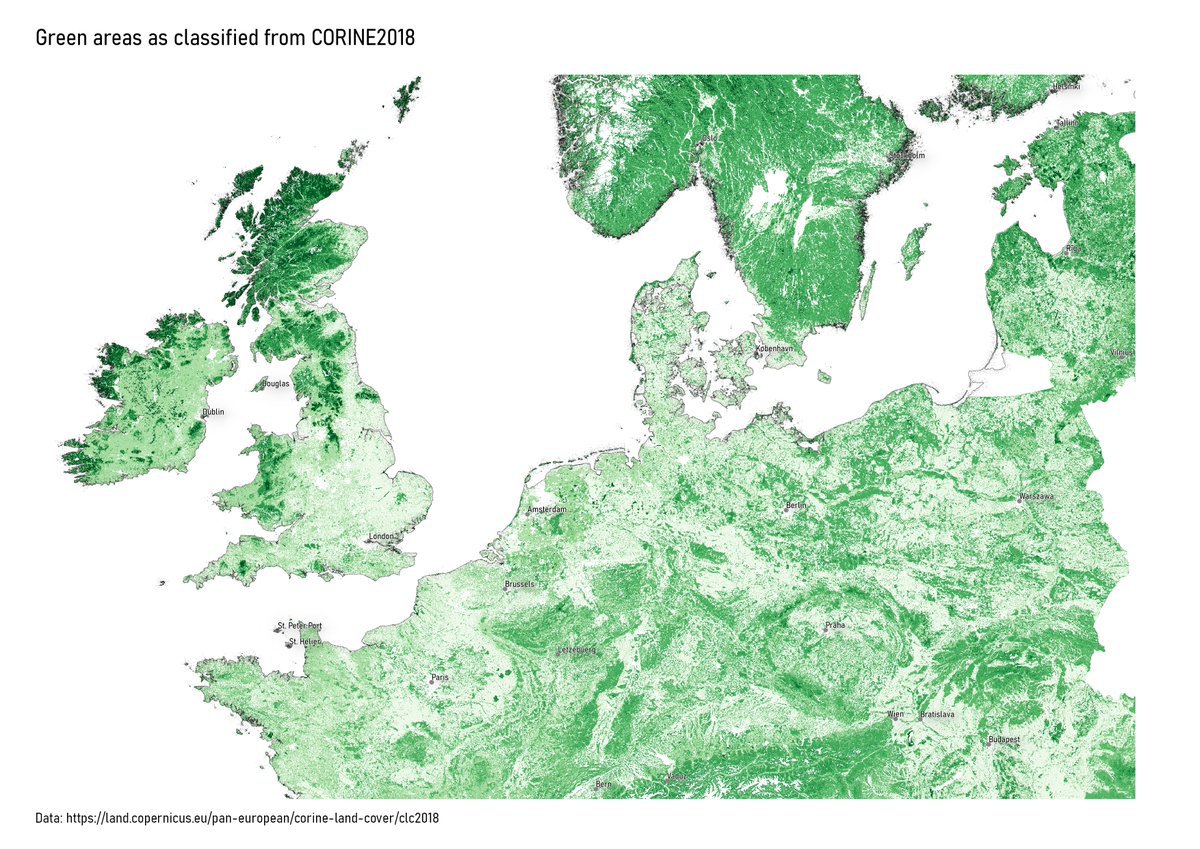 Green areas as classified from CORINE2018
Helsinki
Tallinn
Oslo
Stockholm
Riga
København
Vilnius
Douglas
Dublin
Warszawa
Berlin
Amsterdam
London
Brussels
St. Peter Port
Praha
St. Helier
Letzebuerg
Paris
Wien
Bratislava
Budapest
Vaduz
Bern
Data: https://land.copernicus.eu/pan-european/corine-land-cover/clc2018